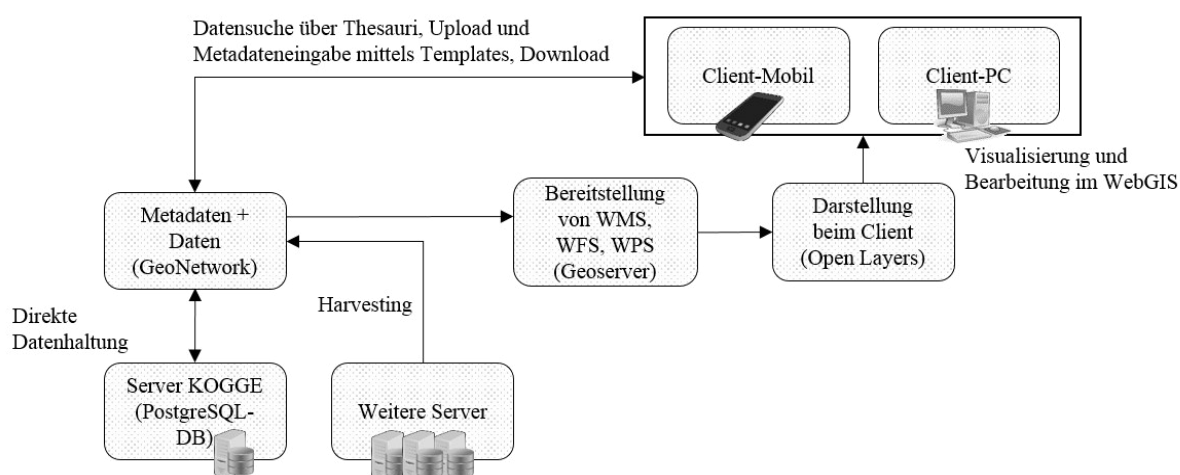 Datensuche über Thesauri, Upload und
Metadateneingabe mittels Templates, Download
Client-Mobil
Client-PC
Visualisierung und
Bearbeitung im WebGIS
Metadaten +
Daten
(GeoNetwork)
Bereitstellung
von WMS,
WFS, WPS
(Geoserver)
Darstellung
beim Client
(Open Layers)
Direkte
Datenhaltung
Harvesting
Server KOGGE
(PostgreSQL-
DB)
Weitere Server